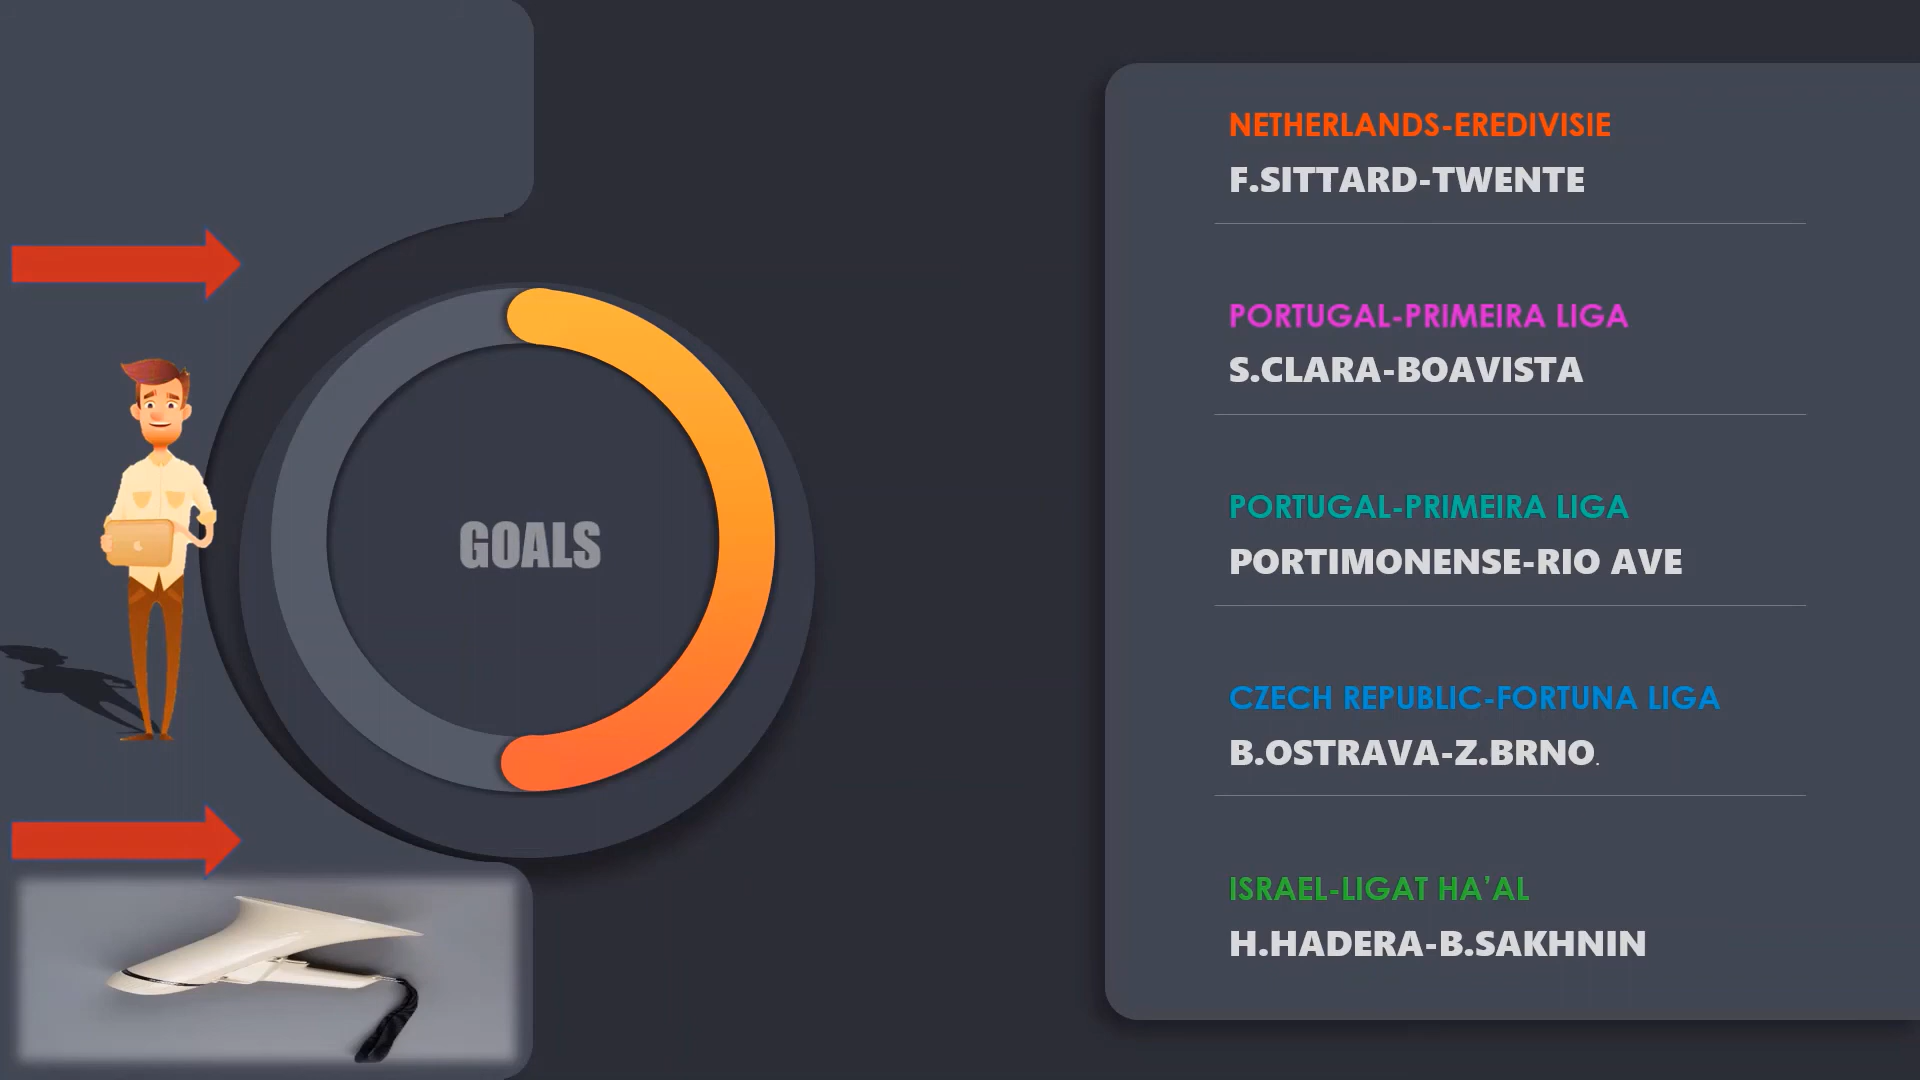 GOALS
NETHERLANDS-EREDIVISIE
F.SITTARD-TWENTE
PORTUGAL-PRIMEIRA LIGA
S.CLARA-BOAVISTA
PORTUGAL-PRIMEIRA LIGA
PORTIMONENSE-RIO AVE
CZECH REPUBLIC-FORTUNA LIGA
B.OSTRAVA-Z.BRNO.
ISRAEL-LIGAT HA’AL
H.HADERA-B.SAKHNIN